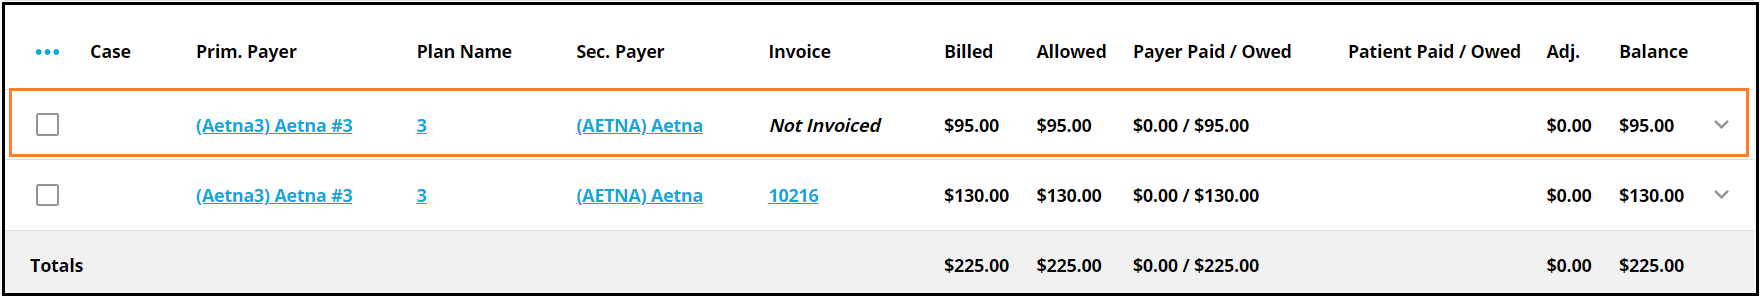 ••• Case Prim. Payer Plan Name Sec. Payer Invoice Billed Allowed Payer Paid / Owed Patient Paid / Owed Adj. Balance
(Aetna3) Aetna #3 3 (AETNA) Aetna Not Invoiced $95.00 $95.00 $0.00 / $95.00 $0.00 $95.00
(Aetna3) Aetna #3 3 (AETNA) Aetna 10216 $130.00 $130.00 $0.00 / $130.00 $0.00 $130.00
Totals $225.00 $225.00 $0.00 / $225.00 $0.00 $225.00